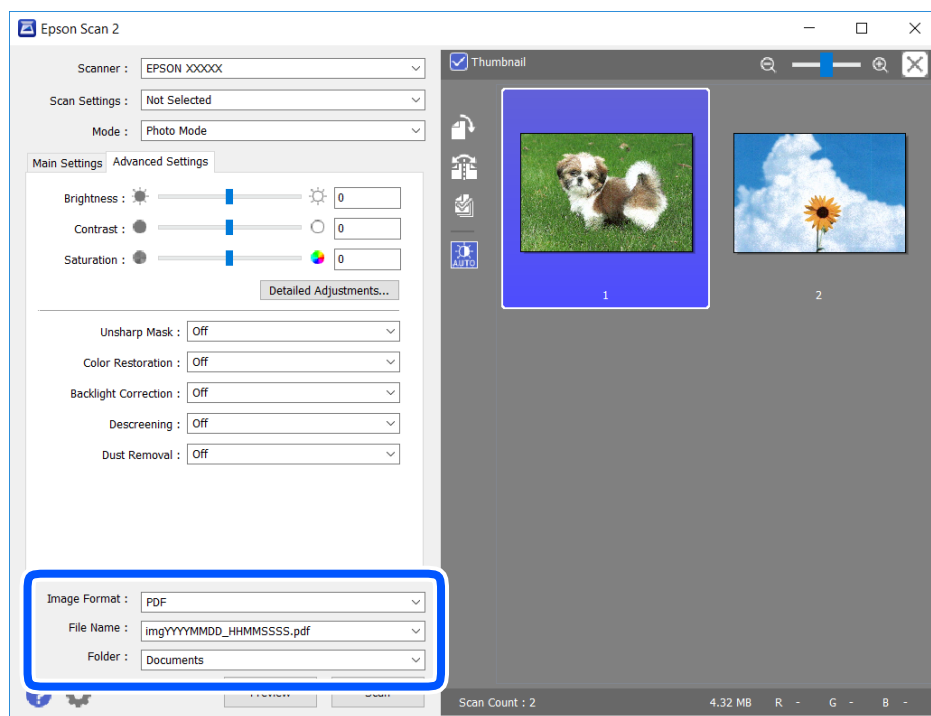 Epson Scan 2
Scanner : EPSON XXXXX
Scan Settings : Not Selected
Mode : Photo Mode
Main Settings Advanced Settings
Brightness : 0
Contrast : 0
Saturation : 0
Detailed Adjustments...
Unsharp Mask : Off
Color Restoration : Off
Backlight Correction : Off
Descreening : Off
Dust Removal : Off
Image Format : PDF
File Name : imgYYYYMMDD_HHMMSSSS.pdf
Folder : Documents
Preview Scan
Thumbnail
AUTO
1 2
Scan Count : 2 4.32 MB R - G - B -